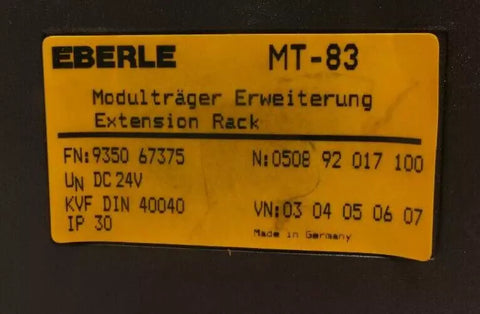 EBERLE MT-83
Modulträger Erweiterung
Extension Rack
FN:9350 67375 N:0508 92 017 100
UN DC 24V
KVF DIN 40040 VN:03 04 05 06 07
IP 30
Made in Germany